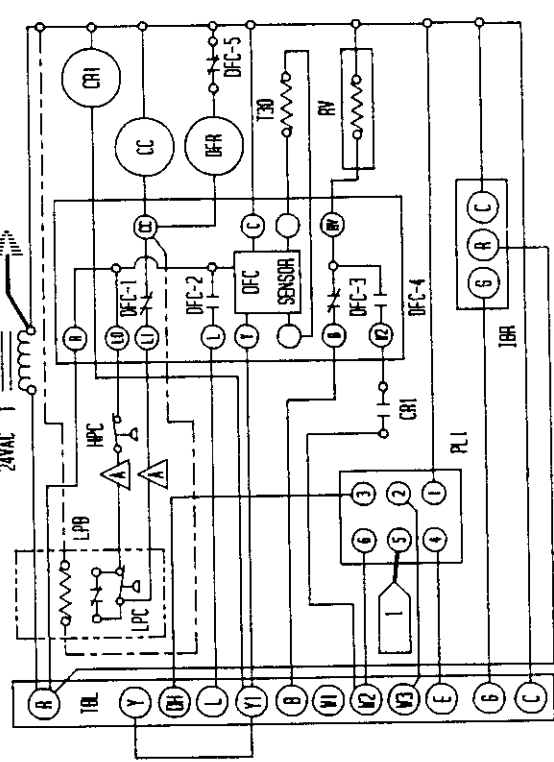 24VAC
CR1
CC
DFR
DFC-5
RV
LPB
LPC
HPC
A
A
R
LO
L1
L
Y
B
W2
CC
C
RV
DFC-1
DFC-2
DFC
SENSOR
DFC-3
DFC-4
CR1
PL1
3
2
1
6
5
4
1
IBR
G
R
C
TBL
R
Y
OH
L
Y1
B
W1
W2
W3
E
G
C